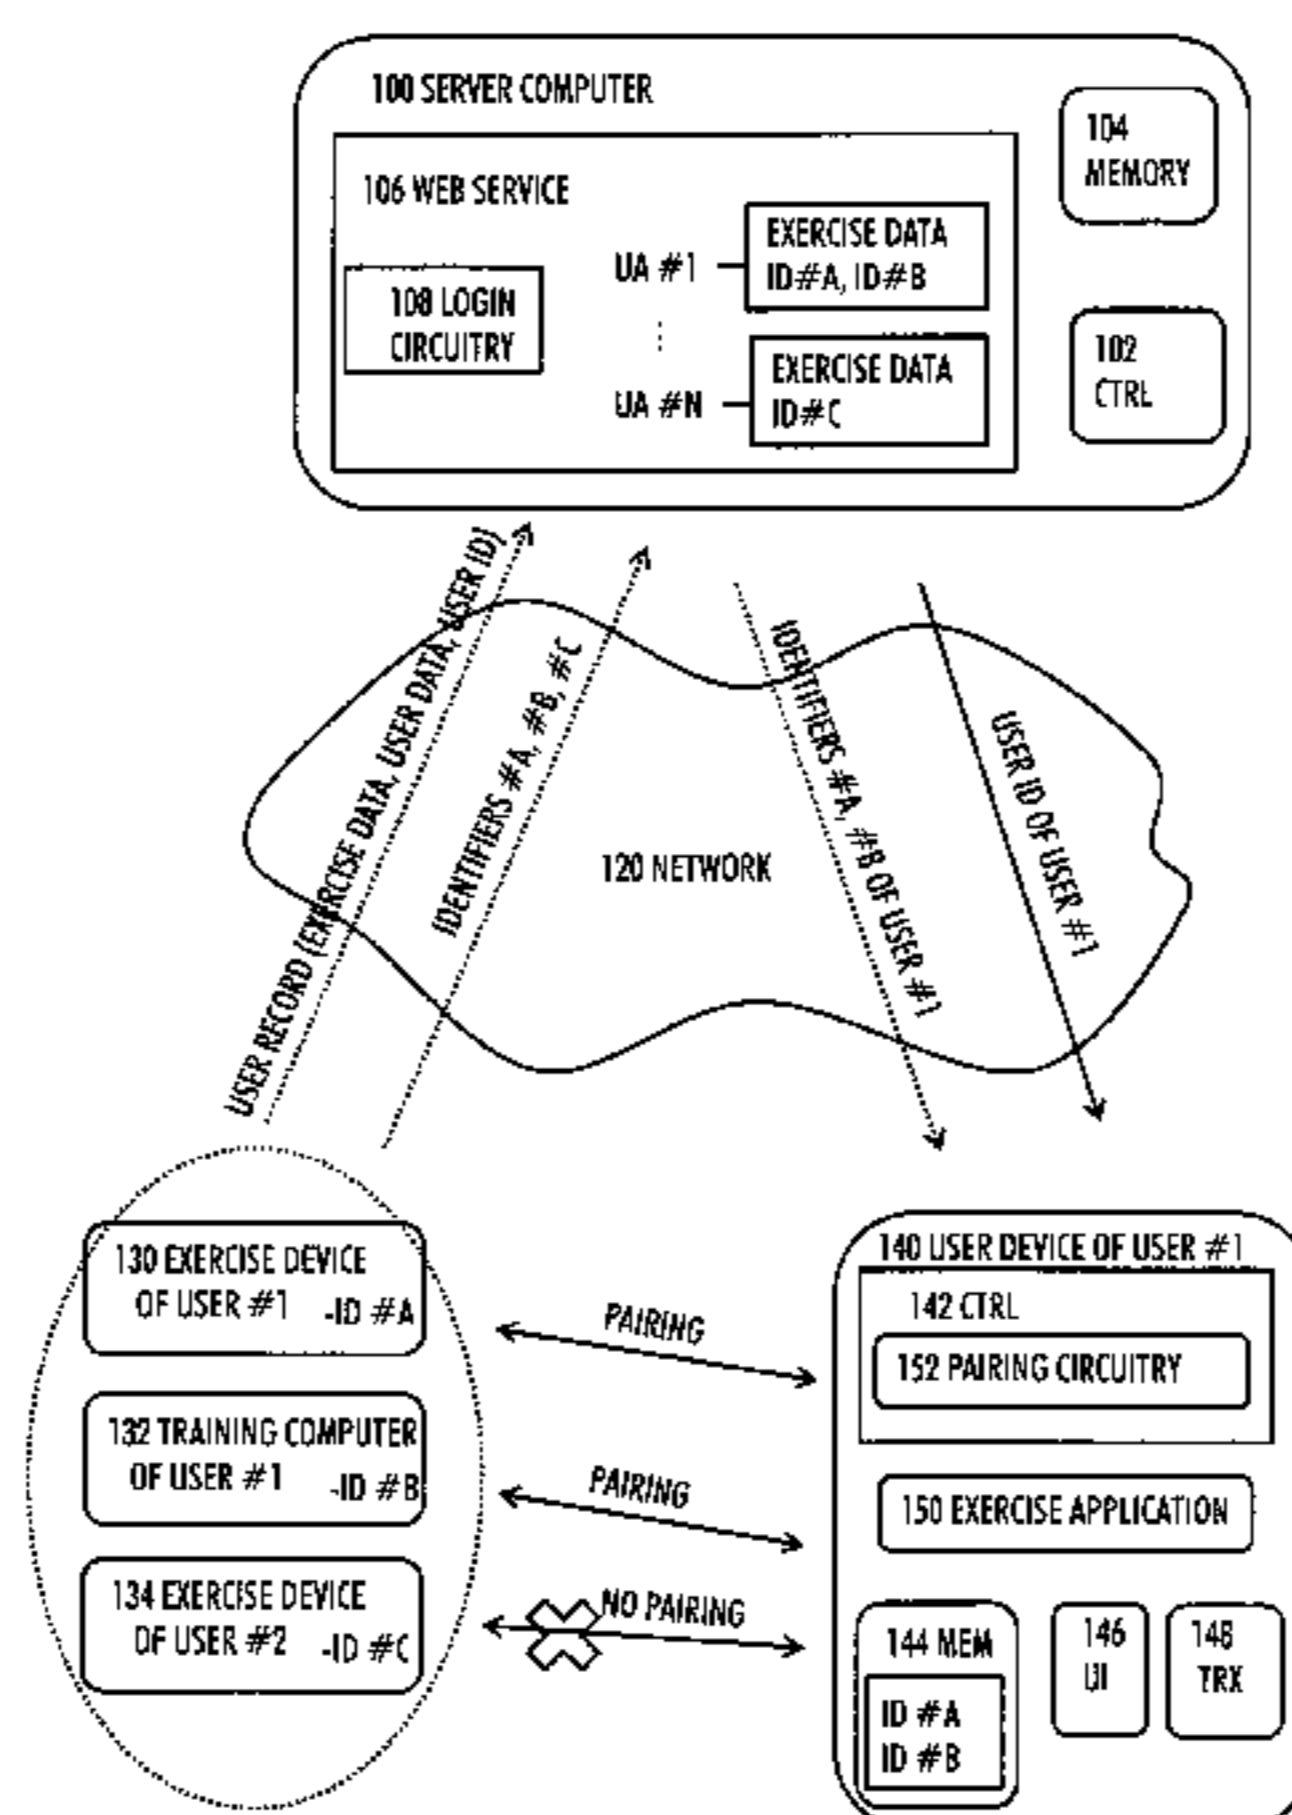 100 SERVER COMPUTER
104
MEMORY
106 WEB SERVICE
108 LOGIN
CIRCUITRY
UA #1
EXERCISE DATA
ID#A, ID#B
UA #N
EXERCISE DATA
ID#C
102
CTRL
USER RECORD (EXERCISE DATA, USER DATA, USER ID)
IDENTIFIERS #A, #B, #C
IDENTIFIERS #A, #B OF USER #1
USER ID OF USER #1
120 NETWORK
130 EXERCISE DEVICE
OF USER #1 -ID #A
132 TRAINING COMPUTER
OF USER #1 -ID #B
134 EXERCISE DEVICE
OF USER #2 -ID #C
PAIRING
PAIRING
NO PAIRING
140 USER DEVICE OF USER #1
142 CTRL
152 PAIRING CIRCUITRY
150 EXERCISE APPLICATION
144 MEM
ID #A
ID #B
146
UI
148
TRX